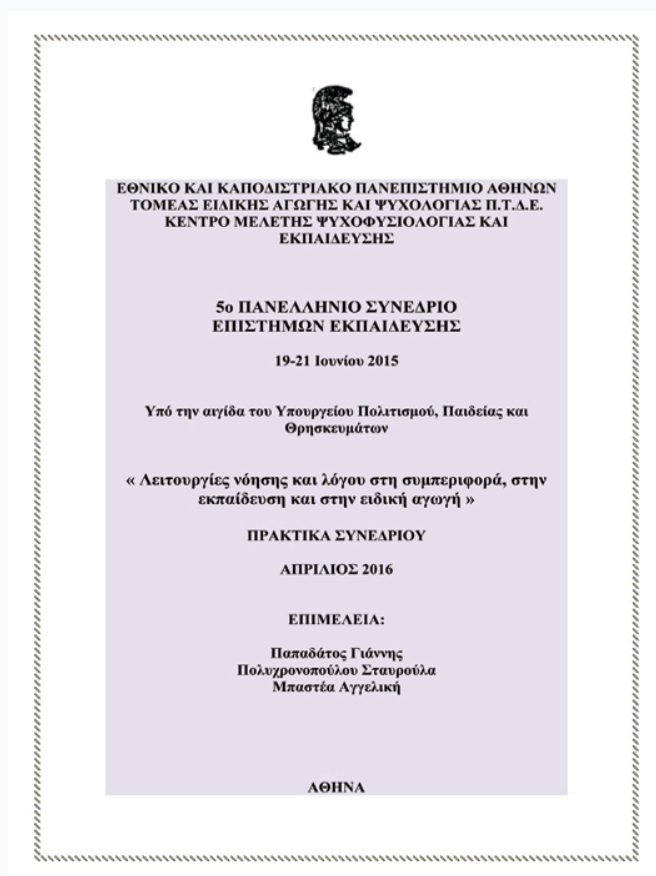 ΕΘΝΙΚΟ ΚΑΙ ΚΑΠΟΔΙΣΤΡΙΑΚΟ ΠΑΝΕΠΙΣΤΗΜΙΟ ΑΘΗΝΩΝ
ΤΟΜΕΑΣ ΕΙΔΙΚΗΣ ΑΓΩΓΗΣ ΚΑΙ ΨΥΧΟΛΟΓΙΑΣ Π.Τ.Δ.Ε.
ΚΕΝΤΡΟ ΜΕΛΕΤΗΣ ΨΥΧΟΦΥΣΙΟΛΟΓΙΑΣ ΚΑΙ
ΕΚΠΑΙΔΕΥΣΗΣ
5ο ΠΑΝΕΛΛΗΝΙΟ ΣΥΝΕΔΡΙΟ
ΕΠΙΣΤΗΜΩΝ ΕΚΠΑΙΔΕΥΣΗΣ
19-21 Ιουνίου 2015
Υπό την αιγίδα του Υπουργείου Πολιτισμού, Παιδείας και
Θρησκευμάτων
« Λειτουργίες νόησης και λόγου στη συμπεριφορά, στην
εκπαίδευση και στην ειδική αγωγή »
ΠΡΑΚΤΙΚΑ ΣΥΝΕΔΡΙΟΥ
ΑΠΡΙΛΙΟΣ 2016
ΕΠΙΜΕΛΕΙΑ:
Παπαδάτος Γιάννης
Πολυχρονοπούλου Σταυρούλα
Μπαστέα Αγγελική
ΑΘΗΝΑ